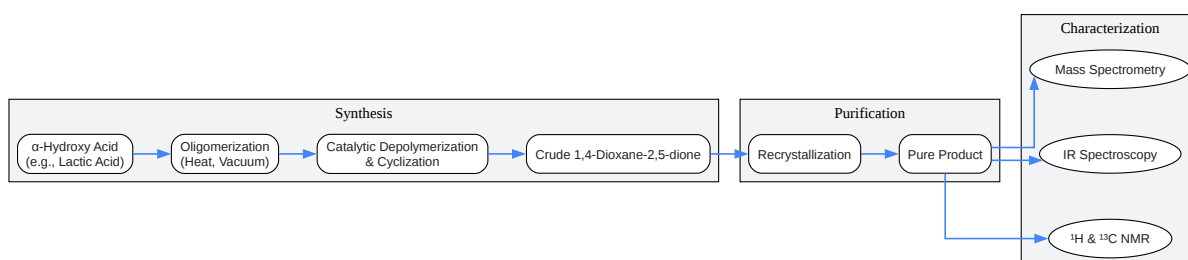 Synthesis
α-Hydroxy Acid
(e.g., Lactic Acid)
Oligomerization
(Heat, Vacuum)
Catalytic Depolymerization
& Cyclization
Crude 1,4-Dioxane-2,5-dione
Purification
Recrystallization
Pure Product
Characterization
Mass Spectrometry
IR Spectroscopy
¹H & ¹³C NMR